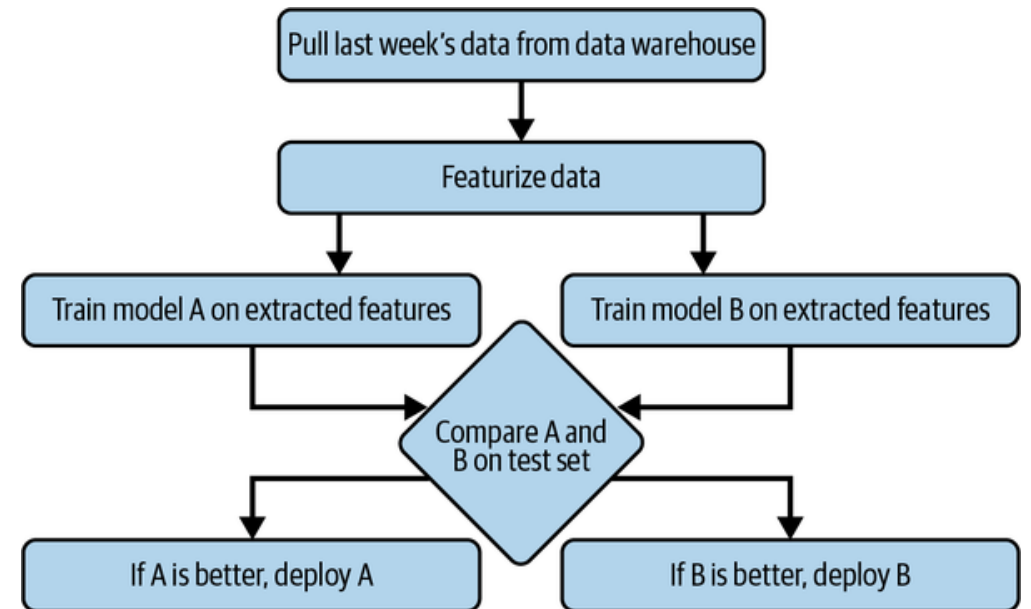 Pull last week’s data from data warehouse
Featurize data
Train model A on extracted features
Train model B on extracted features
Compare A and
B on test set
If A is better, deploy A
If B is better, deploy B